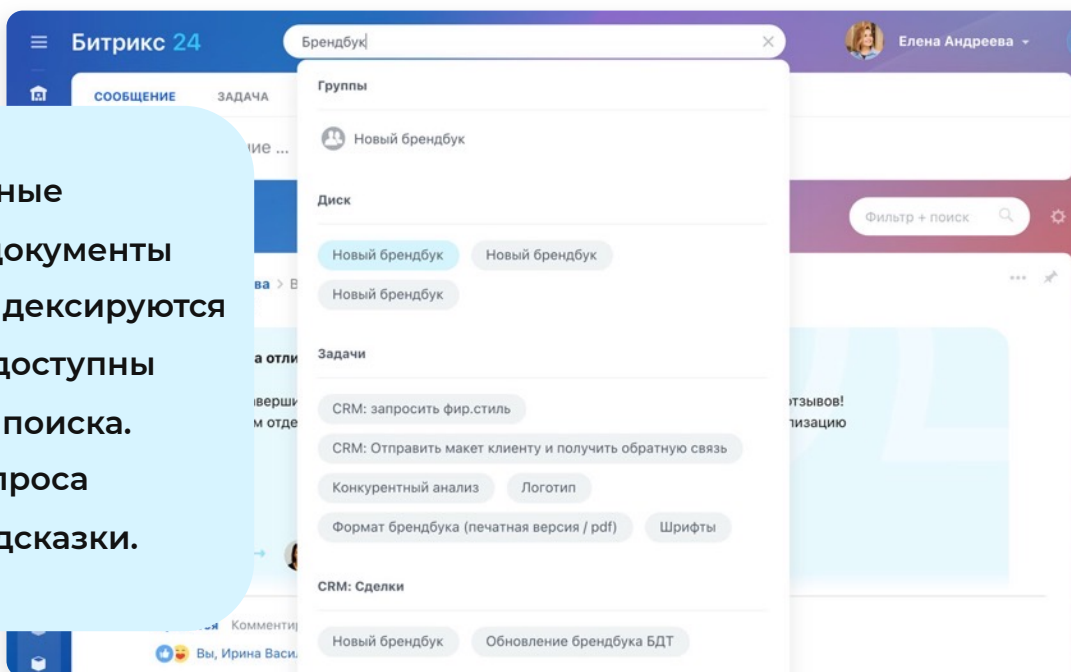 Битрикс 24
Брендбук
Елена Андреева
СООБЩЕНИЕ ЗАДАЧА
Группы
Новый брендбук
Диск
Фильтр + поиск
Новый брендбук Новый брендбук
Новый брендбук
ные
документы
дексируются
доступны
поиска.
проса
дсказки.
Задачи
а отли
CRM: запросить фир.стиль
отзывов!
м отде
CRM: Отправить макет клиенту и получить обратную связь
Конкурентный анализ Логотип
Формат брендбука (печатная версия / pdf) Шрифты
CRM: Сделки
Новый брендбук Обновление брендбука БДТ
Вы, Ирина Васи